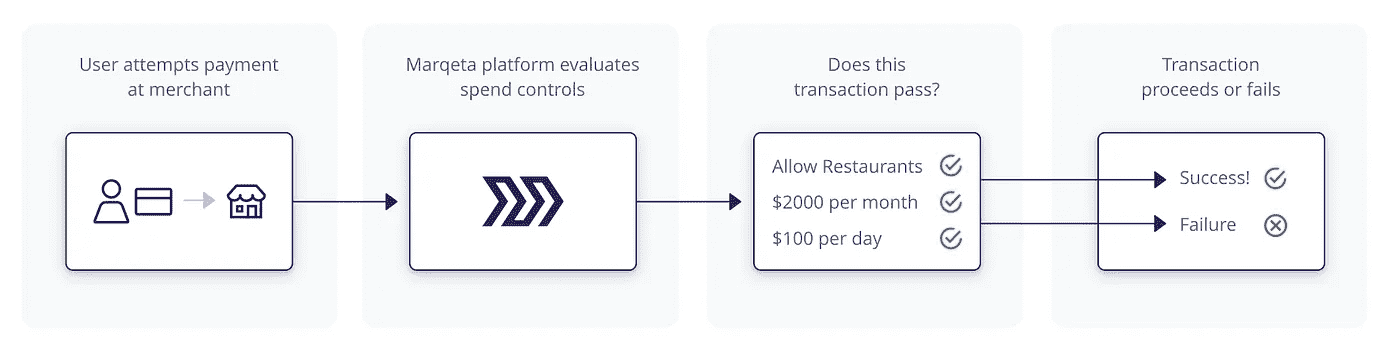 User attempts payment
at merchant
Marqeta platform evaluates
spend controls
Does this
transaction pass?
Allow Restaurants
$2000 per month
$100 per day
Transaction
proceeds or fails
Success!
Failure